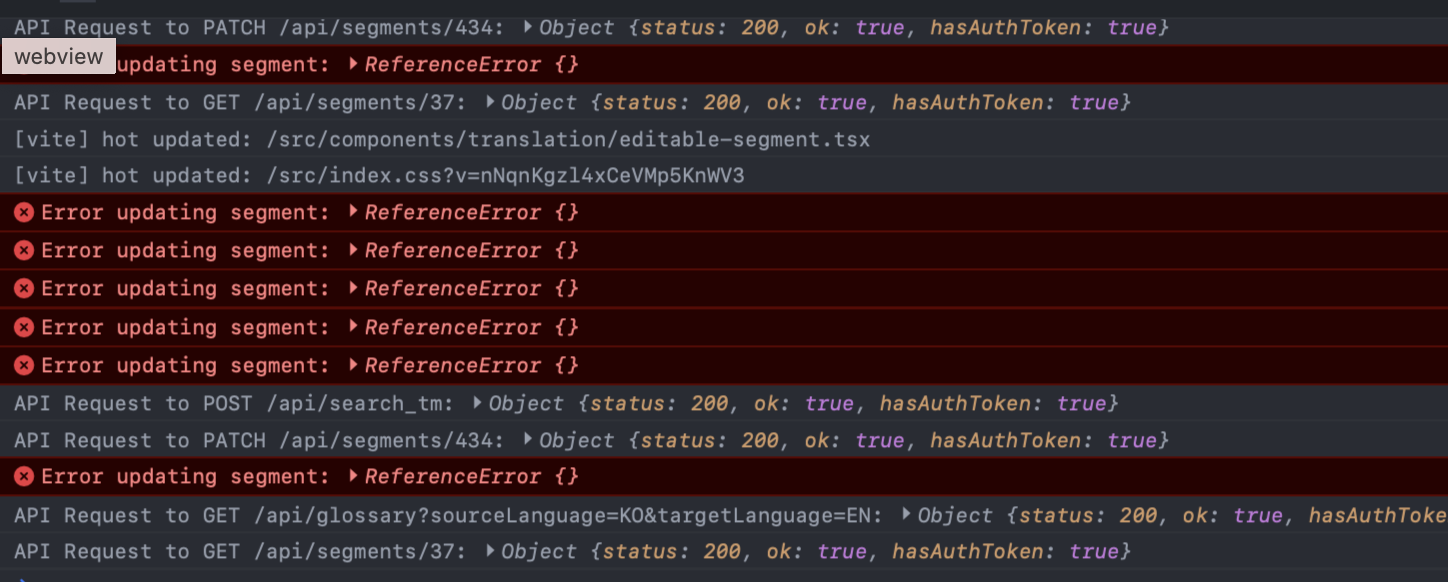 API Request to PATCH /api/segments/434: ▶Object {status: 200, ok: true, hasAuthToken: true}
webview updating segment: ▶ReferenceError {}
API Request to GET /api/segments/37: ▶Object {status: 200, ok: true, hasAuthToken: true}
[vite] hot updated: /src/components/translation/editable-segment.tsx
[vite] hot updated: /src/index.css?v=nNqnKgzl4xCeVMp5KnWV3
Error updating segment: ▶ReferenceError {}
Error updating segment: ▶ReferenceError {}
Error updating segment: ▶ReferenceError {}
Error updating segment: ▶ReferenceError {}
Error updating segment: ▶ReferenceError {}
API Request to POST /api/search_tm: ▶Object {status: 200, ok: true, hasAuthToken: true}
API Request to PATCH /api/segments/434: ▶Object {status: 200, ok: true, hasAuthToken: true}
Error updating segment: ▶ReferenceError {}
API Request to GET /api/glossary?sourceLanguage=KO&targetLanguage=EN: ▶Object {status: 200, ok: true, hasAuthToke
API Request to GET /api/segments/37: ▶Object {status: 200, ok: true, hasAuthToken: true}